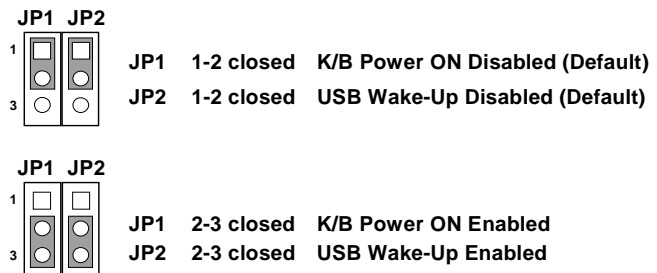 JP1 JP2
1
JP1 1-2 closed K/B Power ON Disabled (Default)
JP2 1-2 closed USB Wake-Up Disabled (Default)
3
JP1 JP2
1
JP1 2-3 closed K/B Power ON Enabled
3 JP2 2-3 closed USB Wake-Up Enabled